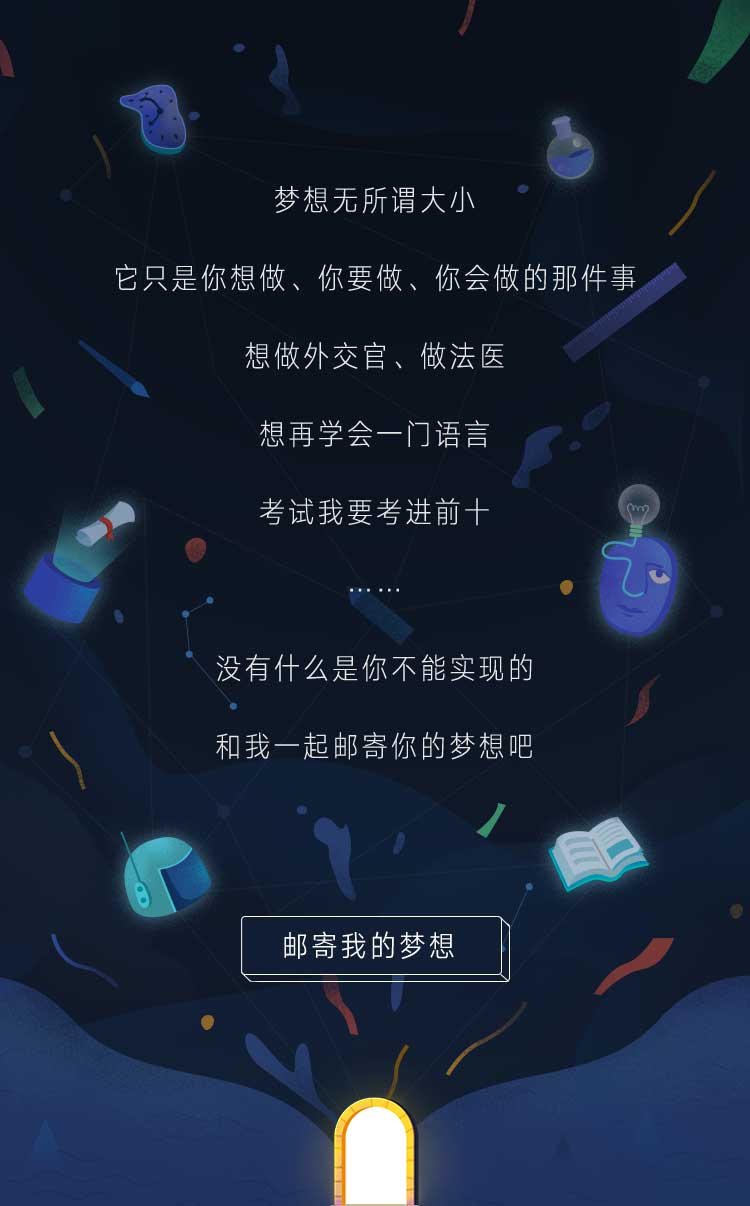 梦想无所谓大小
它只是你想做、你要做、你会做的那件事
想做外交官、做法医
想再学会一门语言
考试我要考进前十
……
没有什么是你不能实现的
和我一起邮寄你的梦想吧
邮寄我的梦想